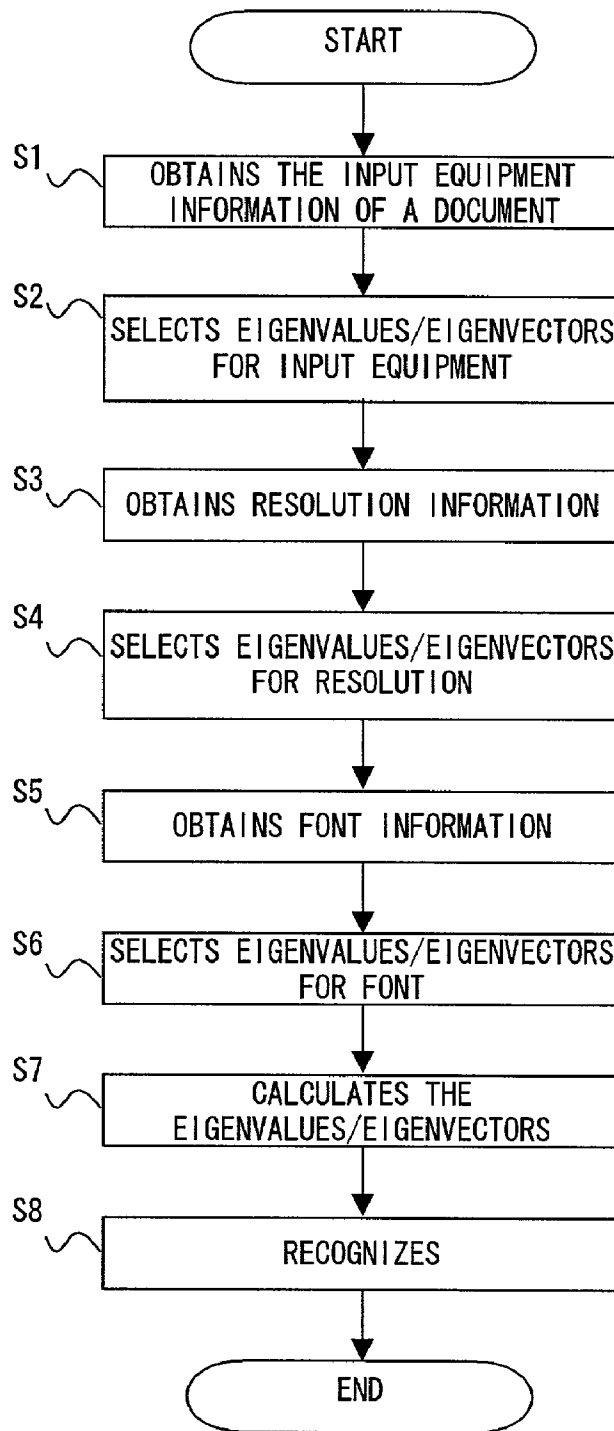 START
S1
OBTAINS THE INPUT EQUIPMENT
INFORMATION OF A DOCUMENT
S2
SELECTS EIGENVALUES/EIGENVECTORS
FOR INPUT EQUIPMENT
S3
OBTAINS RESOLUTION INFORMATION
S4
SELECTS EIGENVALUES/EIGENVECTORS
FOR RESOLUTION
S5
OBTAINS FONT INFORMATION
S6
SELECTS EIGENVALUES/EIGENVECTORS
FOR FONT
S7
CALCULATES THE
EIGENVALUES/EIGENVECTORS
S8
RECOGNIZES
END